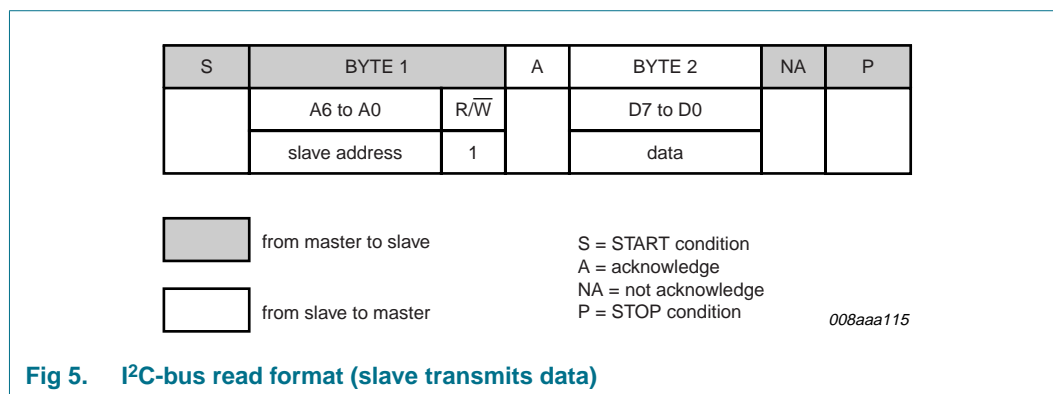 S BYTE 1 A BYTE 2 NA P
A6 to A0 R/W̅ D7 to D0
slave address 1 data
from master to slave
from slave to master
S = START condition
A = acknowledge
NA = not acknowledge
P = STOP condition
008aaa115
Fig 5. I²C-bus read format (slave transmits data)